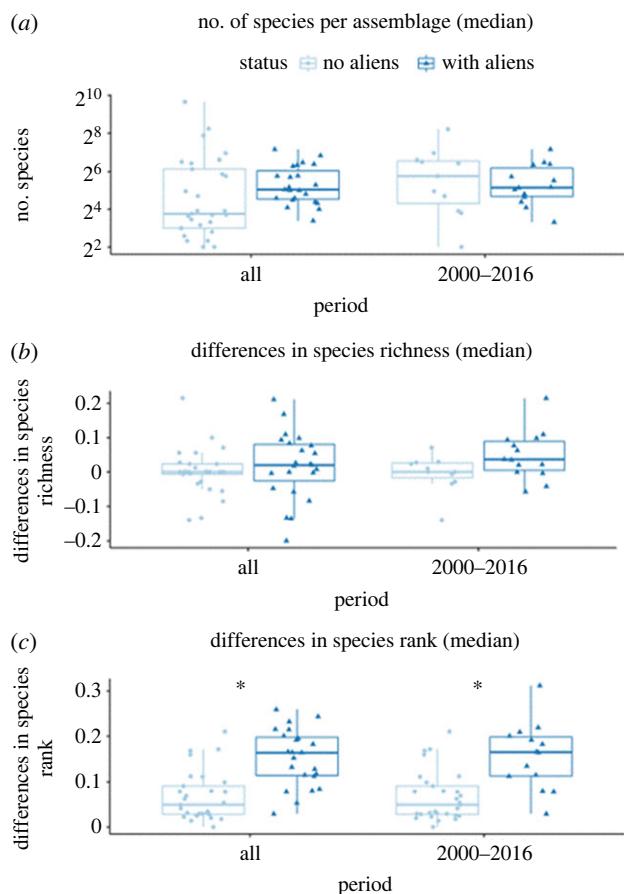 (a) no. of species per assemblage (median)
status no aliens with aliens
no. species
2^10
2^8
2^6
2^4
2^2
all 2000–2016
period
(b) differences in species richness (median)
differences in species
richness
0.2
0.1
0
–0.1
–0.2
all 2000–2016
period
(c) differences in species rank (median)
differences in species
rank
* *
0.3
0.2
0.1
0
all 2000–2016
period